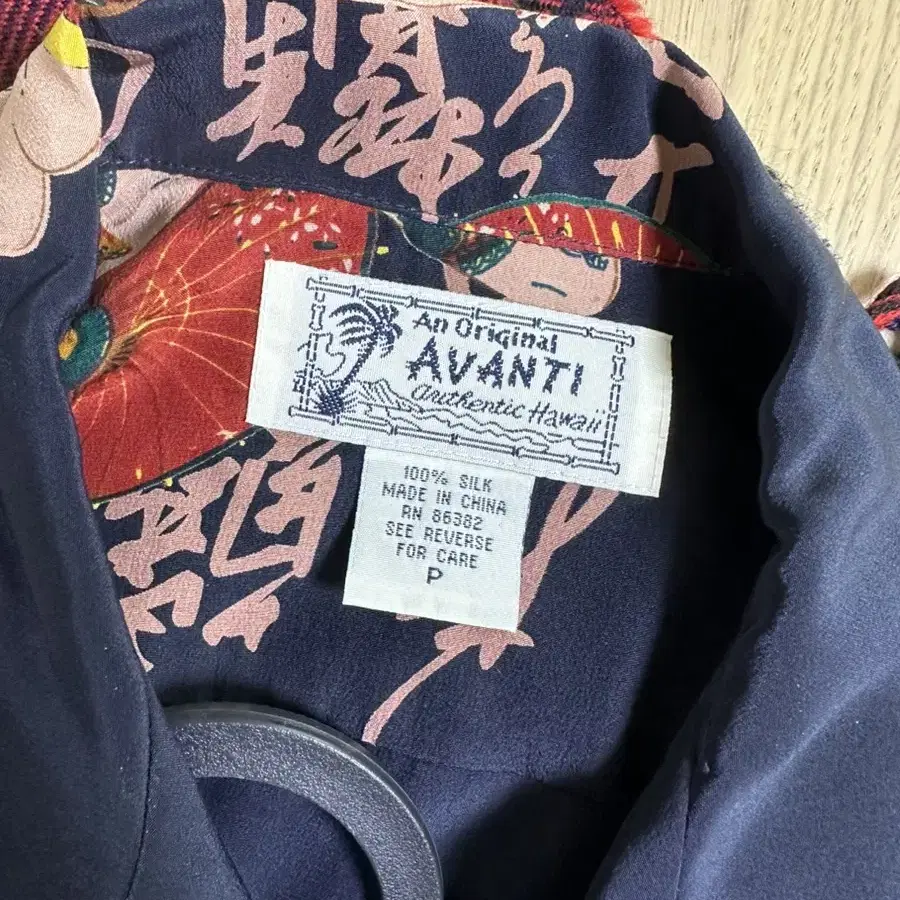 An Original
AVANTI
authentic Hawaii
100% SILK
MADE IN CHINA
RN 86382
SEE REVERSE
FOR CARE
P